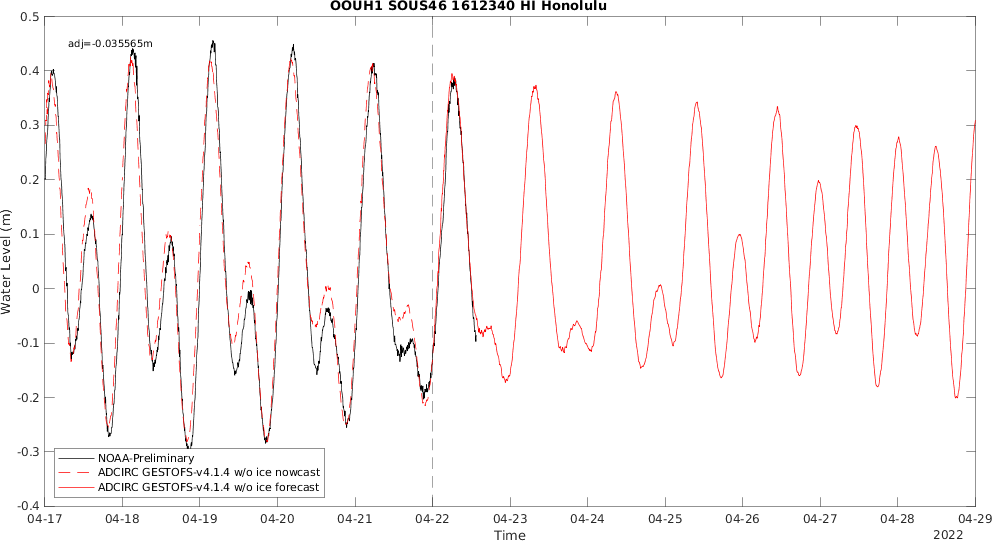 OOUH1 SOUS46 1612340 HI Honolulu
adj=-0.035565m
0.5
0.4
0.3
0.2
0.1
0
-0.1
-0.2
-0.3
-0.4
Water Level (m)
NOAA-Preliminary
ADCIRC GESTOFS-v4.1.4 w/o ice nowcast
ADCIRC GESTOFS-v4.1.4 w/o ice forecast
04-17 04-18 04-19 04-20 04-21 04-22 04-23 04-24 04-25 04-26 04-27 04-28 04-29
Time
2022